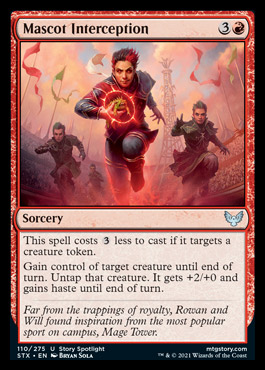 Mascot Interception 3
Sorcery
This spell costs 3 less to cast if it targets a
creature token.
Gain control of target creature until end of
turn. Untap that creature. It gets +2/+0 and
gains haste until end of turn.
Far from the trappings of royalty, Rowan and
Will found inspiration from the most popular
sport on campus, Mage Tower.
110/275 U Story Spotlight mtgstory.com
STX • EN Bryan Sola ™ & © 2021 Wizards of the Coast